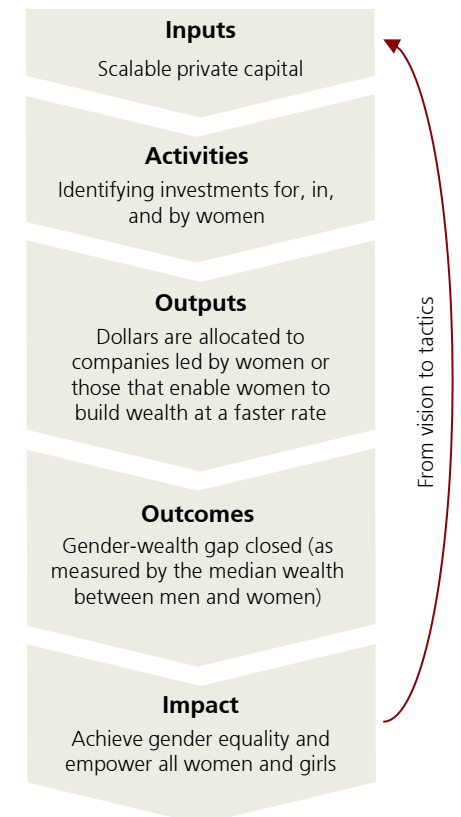 Inputs
Scalable private capital
Activities
Identifying investments for, in,
and by women
Outputs
Dollars are allocated to
companies led by women or
those that enable women to
build wealth at a faster rate
Outcomes
Gender-wealth gap closed (as
measured by the median wealth
between men and women)
Impact
Achieve gender equality and
empower all women and girls
From vision to tactics